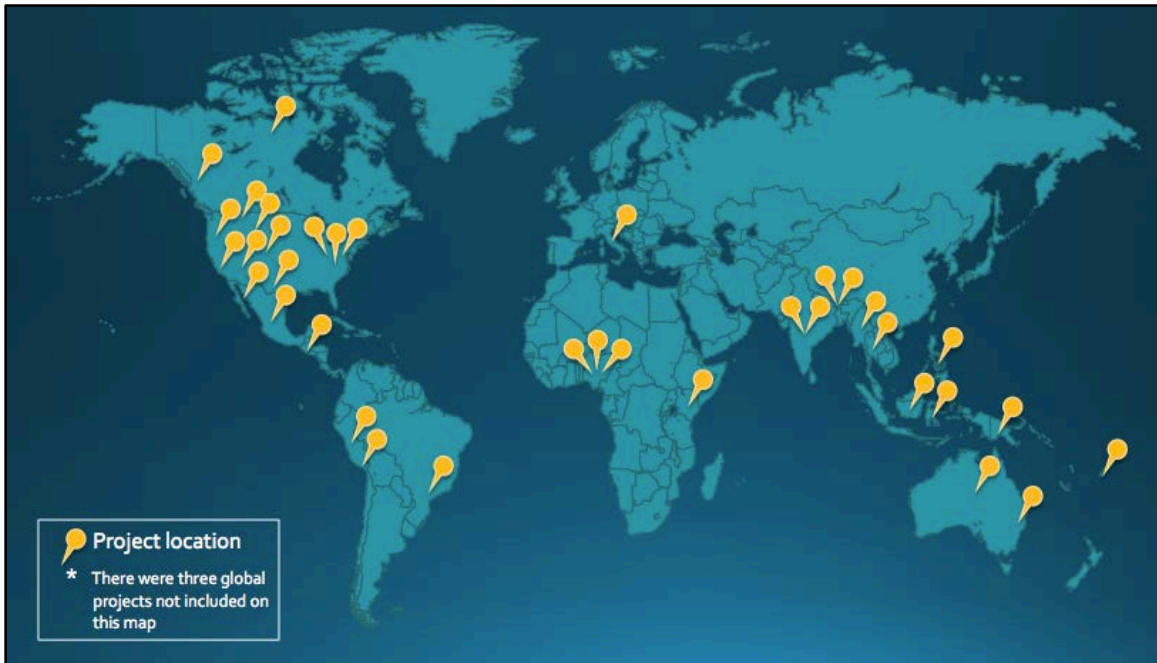 Project location
* There were three global
projects not included on
this map